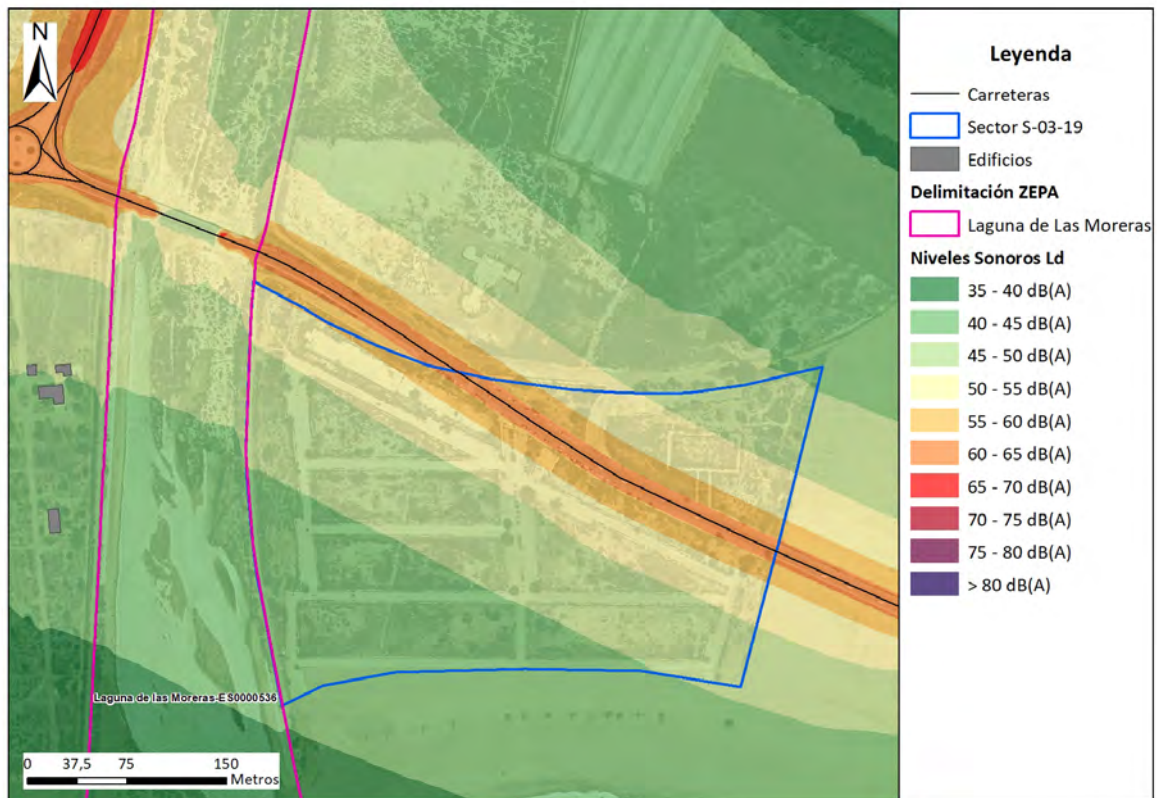 N
Laguna de las Moreras-ES0000536
0 37,5 75 150
Metros
Leyenda
Carreteras
Sector S-03-19
Edificios
Delimitación ZEPA
Laguna de Las Moreras
Niveles Sonoros Ld
35 - 40 dB(A)
40 - 45 dB(A)
45 - 50 dB(A)
50 - 55 dB(A)
55 - 60 dB(A)
60 - 65 dB(A)
65 - 70 dB(A)
70 - 75 dB(A)
75 - 80 dB(A)
> 80 dB(A)